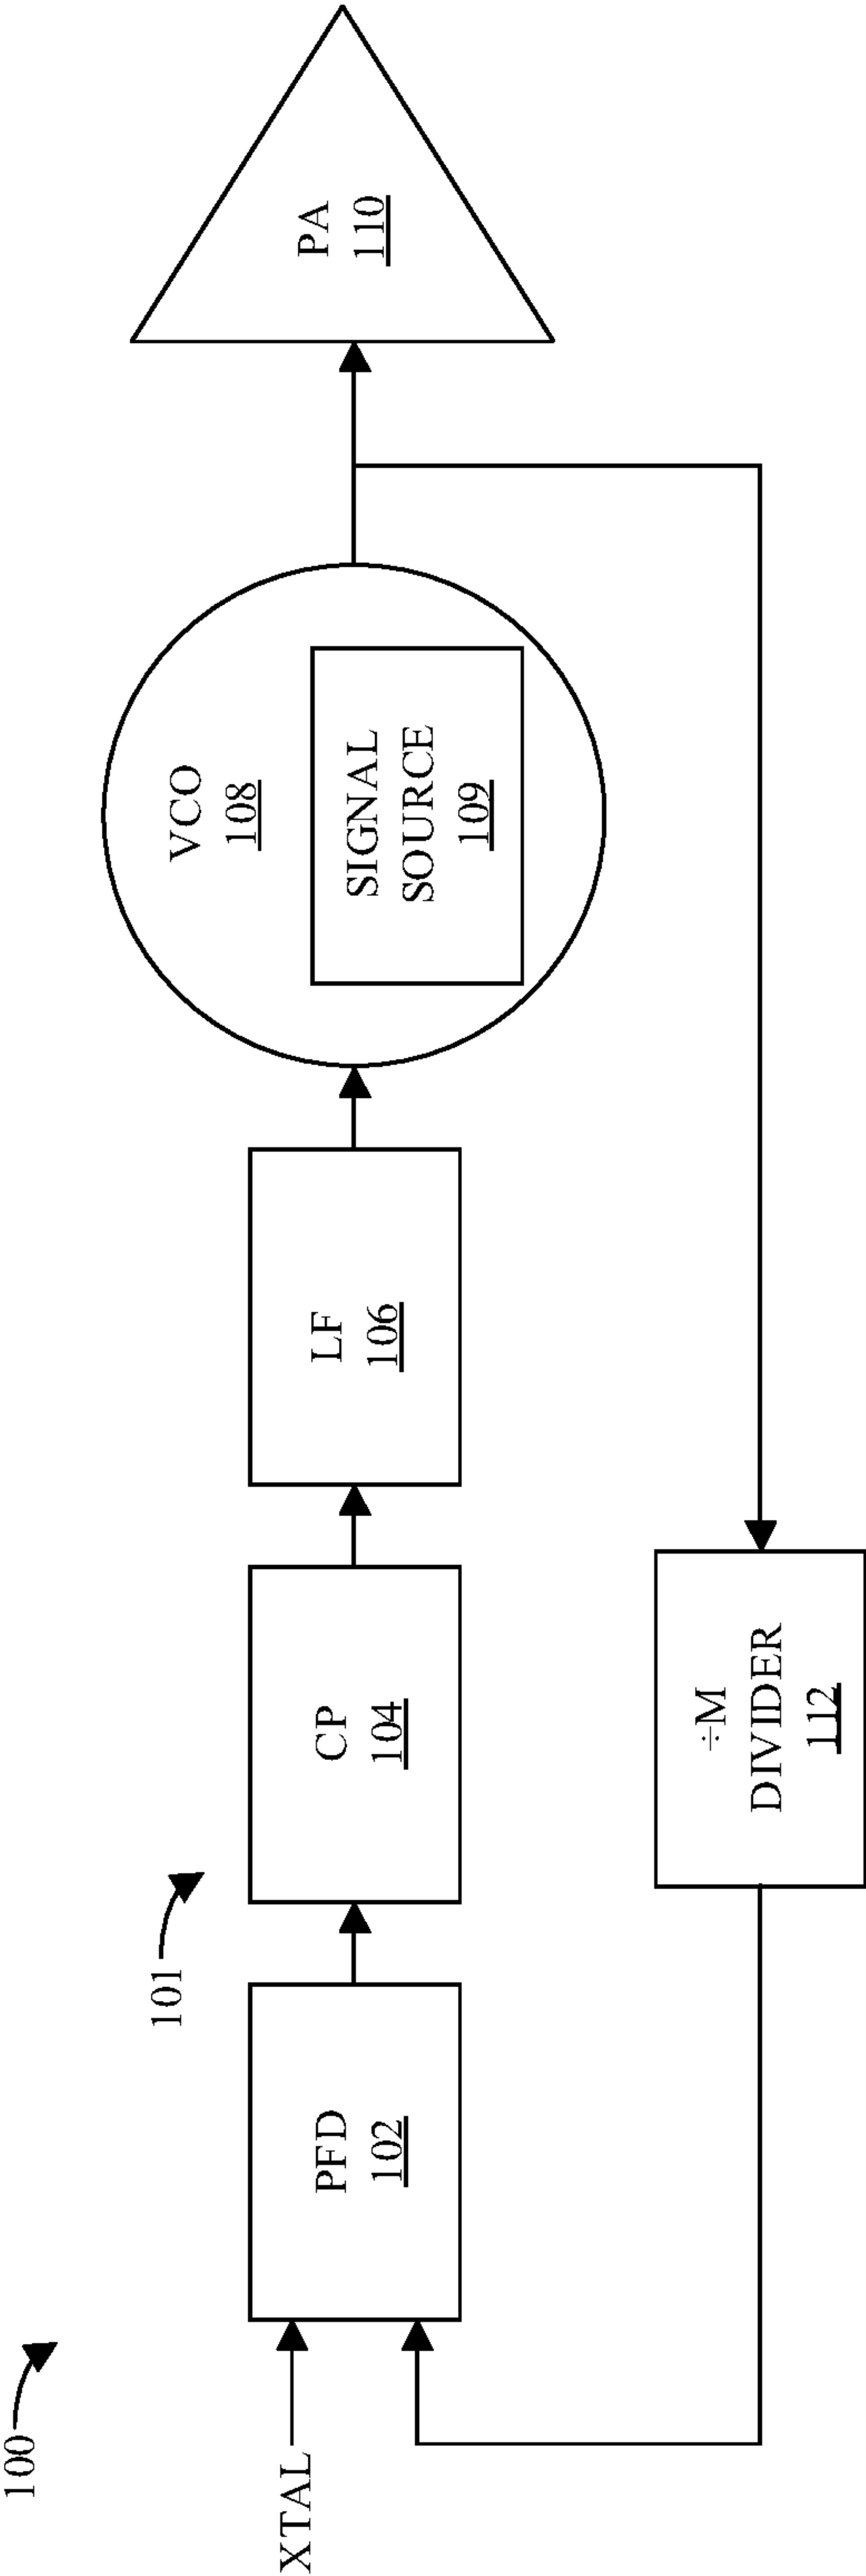 100
101
XTAL
PFD
102
CP
104
LF
106
VCO
108
SIGNAL
SOURCE
109
PA
110
÷M
DIVIDER
112